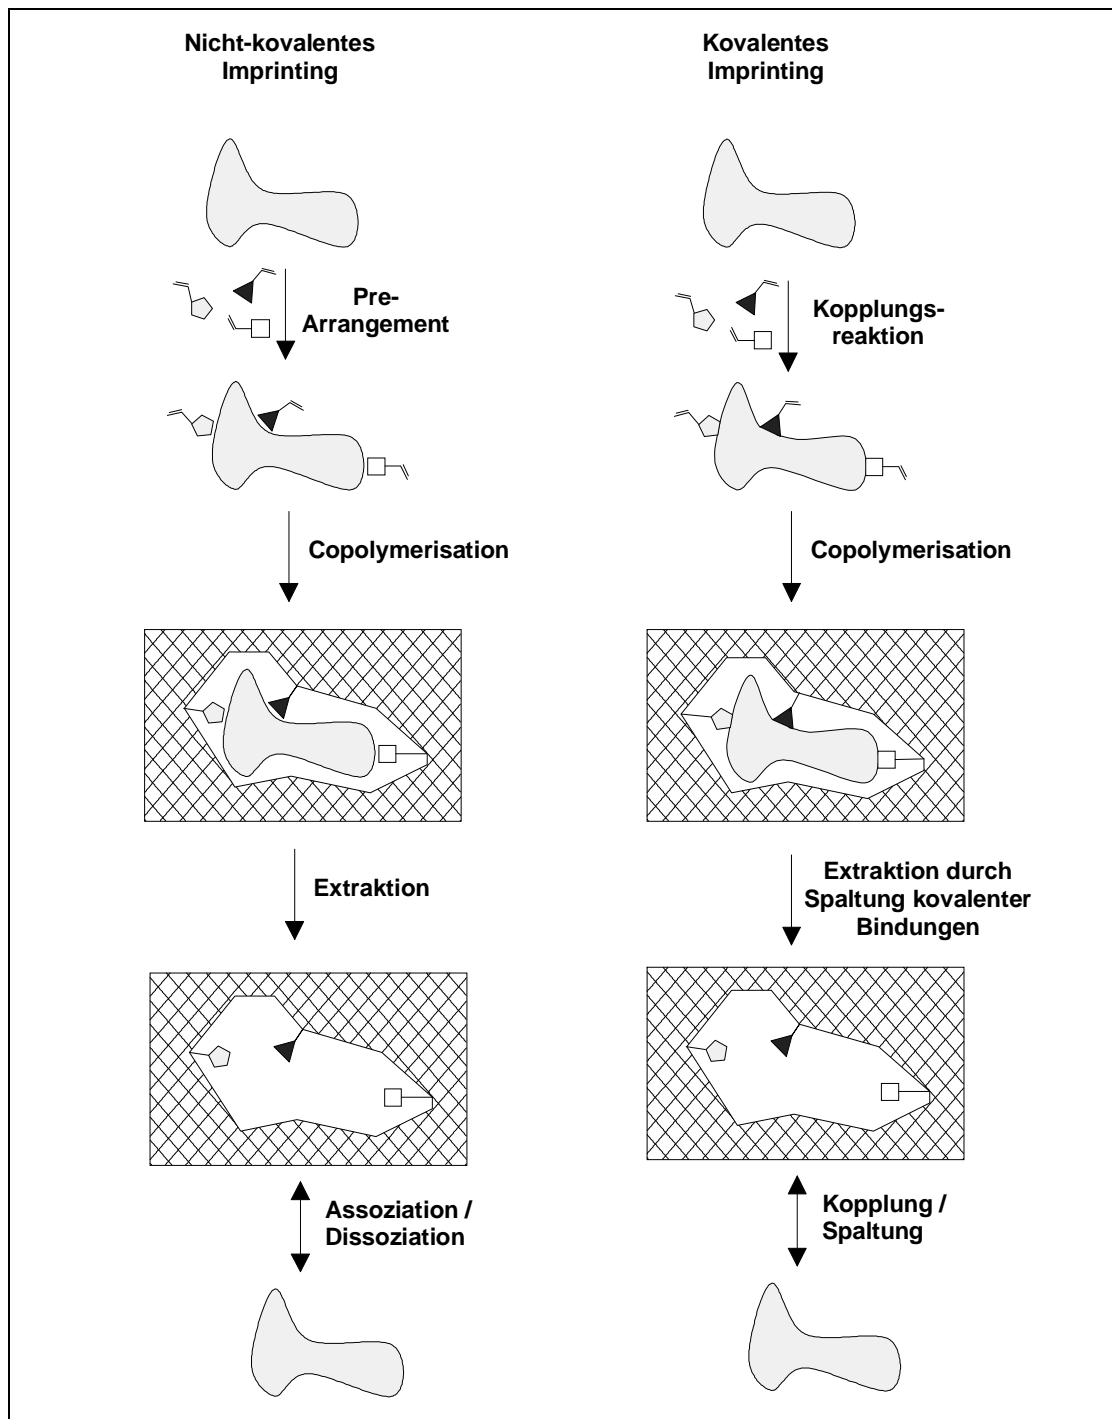 Nicht-kovalentes
Imprinting
Kovalentes
Imprinting
Pre-
Arrangement
Kopplungs-
reaktion
Copolymerisation
Copolymerisation
Extraktion
Extraktion durch
Spaltung kovalenter
Bindungen
Assoziation /
Dissoziation
Kopplung /
Spaltung